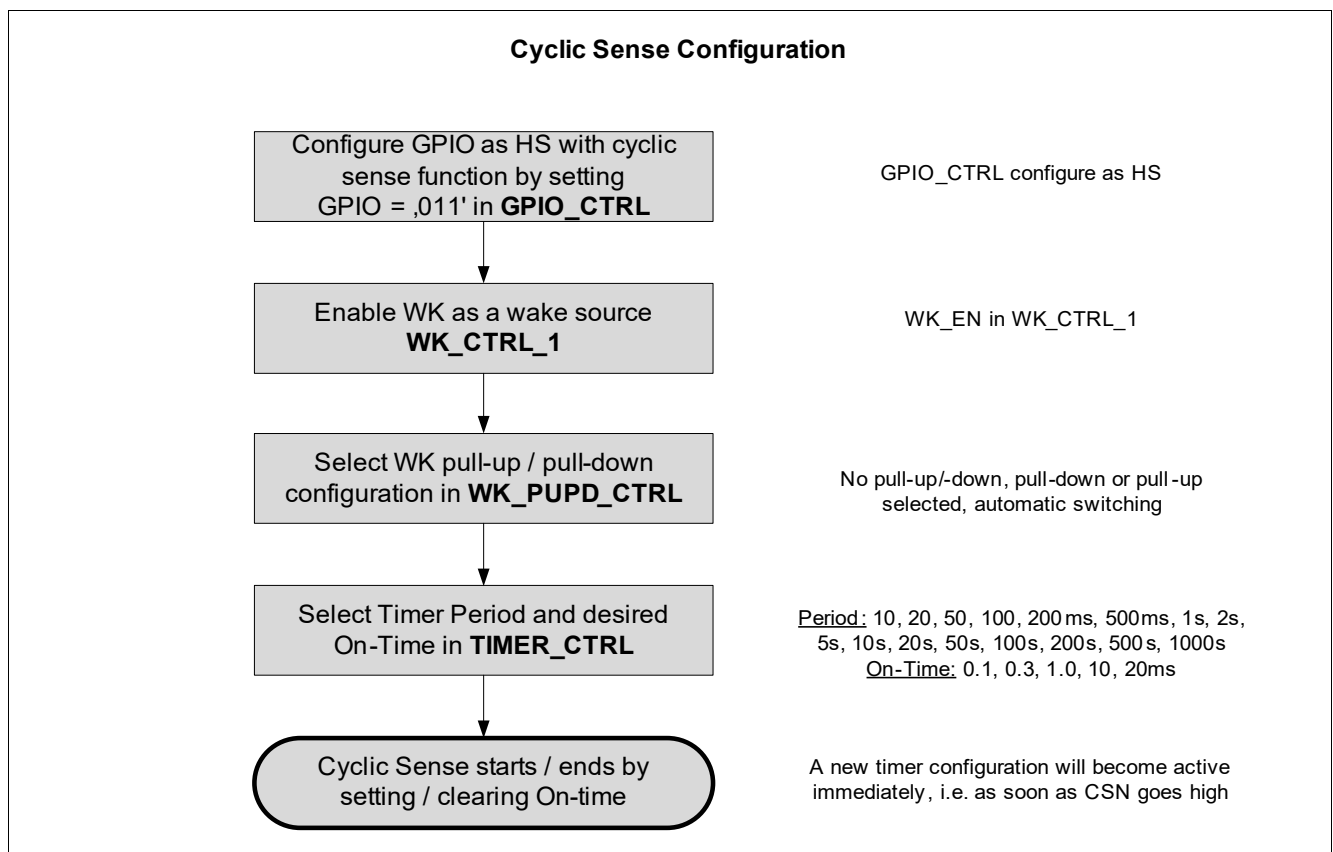 Cyclic Sense Configuration
Configure GPIO as HS with cyclic
sense function by setting
GPIO = ,011' in GPIO_CTRL
GPIO_CTRL configure as HS
Enable WK as a wake source
WK_CTRL_1
WK_EN in WK_CTRL_1
Select WK pull-up / pull-down
configuration in WK_PUPD_CTRL
No pull-up/-down, pull-down or pull-up
selected, automatic switching
Select Timer Period and desired
On-Time in TIMER_CTRL
Period: 10, 20, 50, 100, 200ms, 500ms, 1s, 2s,
5s, 10s, 20s, 50s, 100s, 200s, 500s, 1000s
On-Time: 0.1, 0.3, 1.0, 10, 20ms
Cyclic Sense starts / ends by
setting / clearing On-time
A new timer configuration will become active
immediately, i.e. as soon as CSN goes high